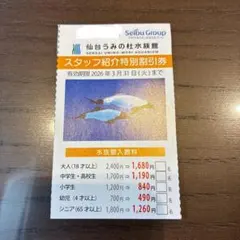 Seibu Group
仙台うみの杜水族館
SENDAI UMINO-MORI AQUARIUM
スタッフ紹介特別割引券
有効期間 2026年3月31日(火)まで
水族館入館料
大人(18才以上) 2,400円▶1,680円 名
中学生・高校生 1,700円▶1,190円 名
小学生 1,200円▶840円 名
幼児(4才以上) 700円▶490円 名
シニア(65才以上) 1,800円▶1,260円 名